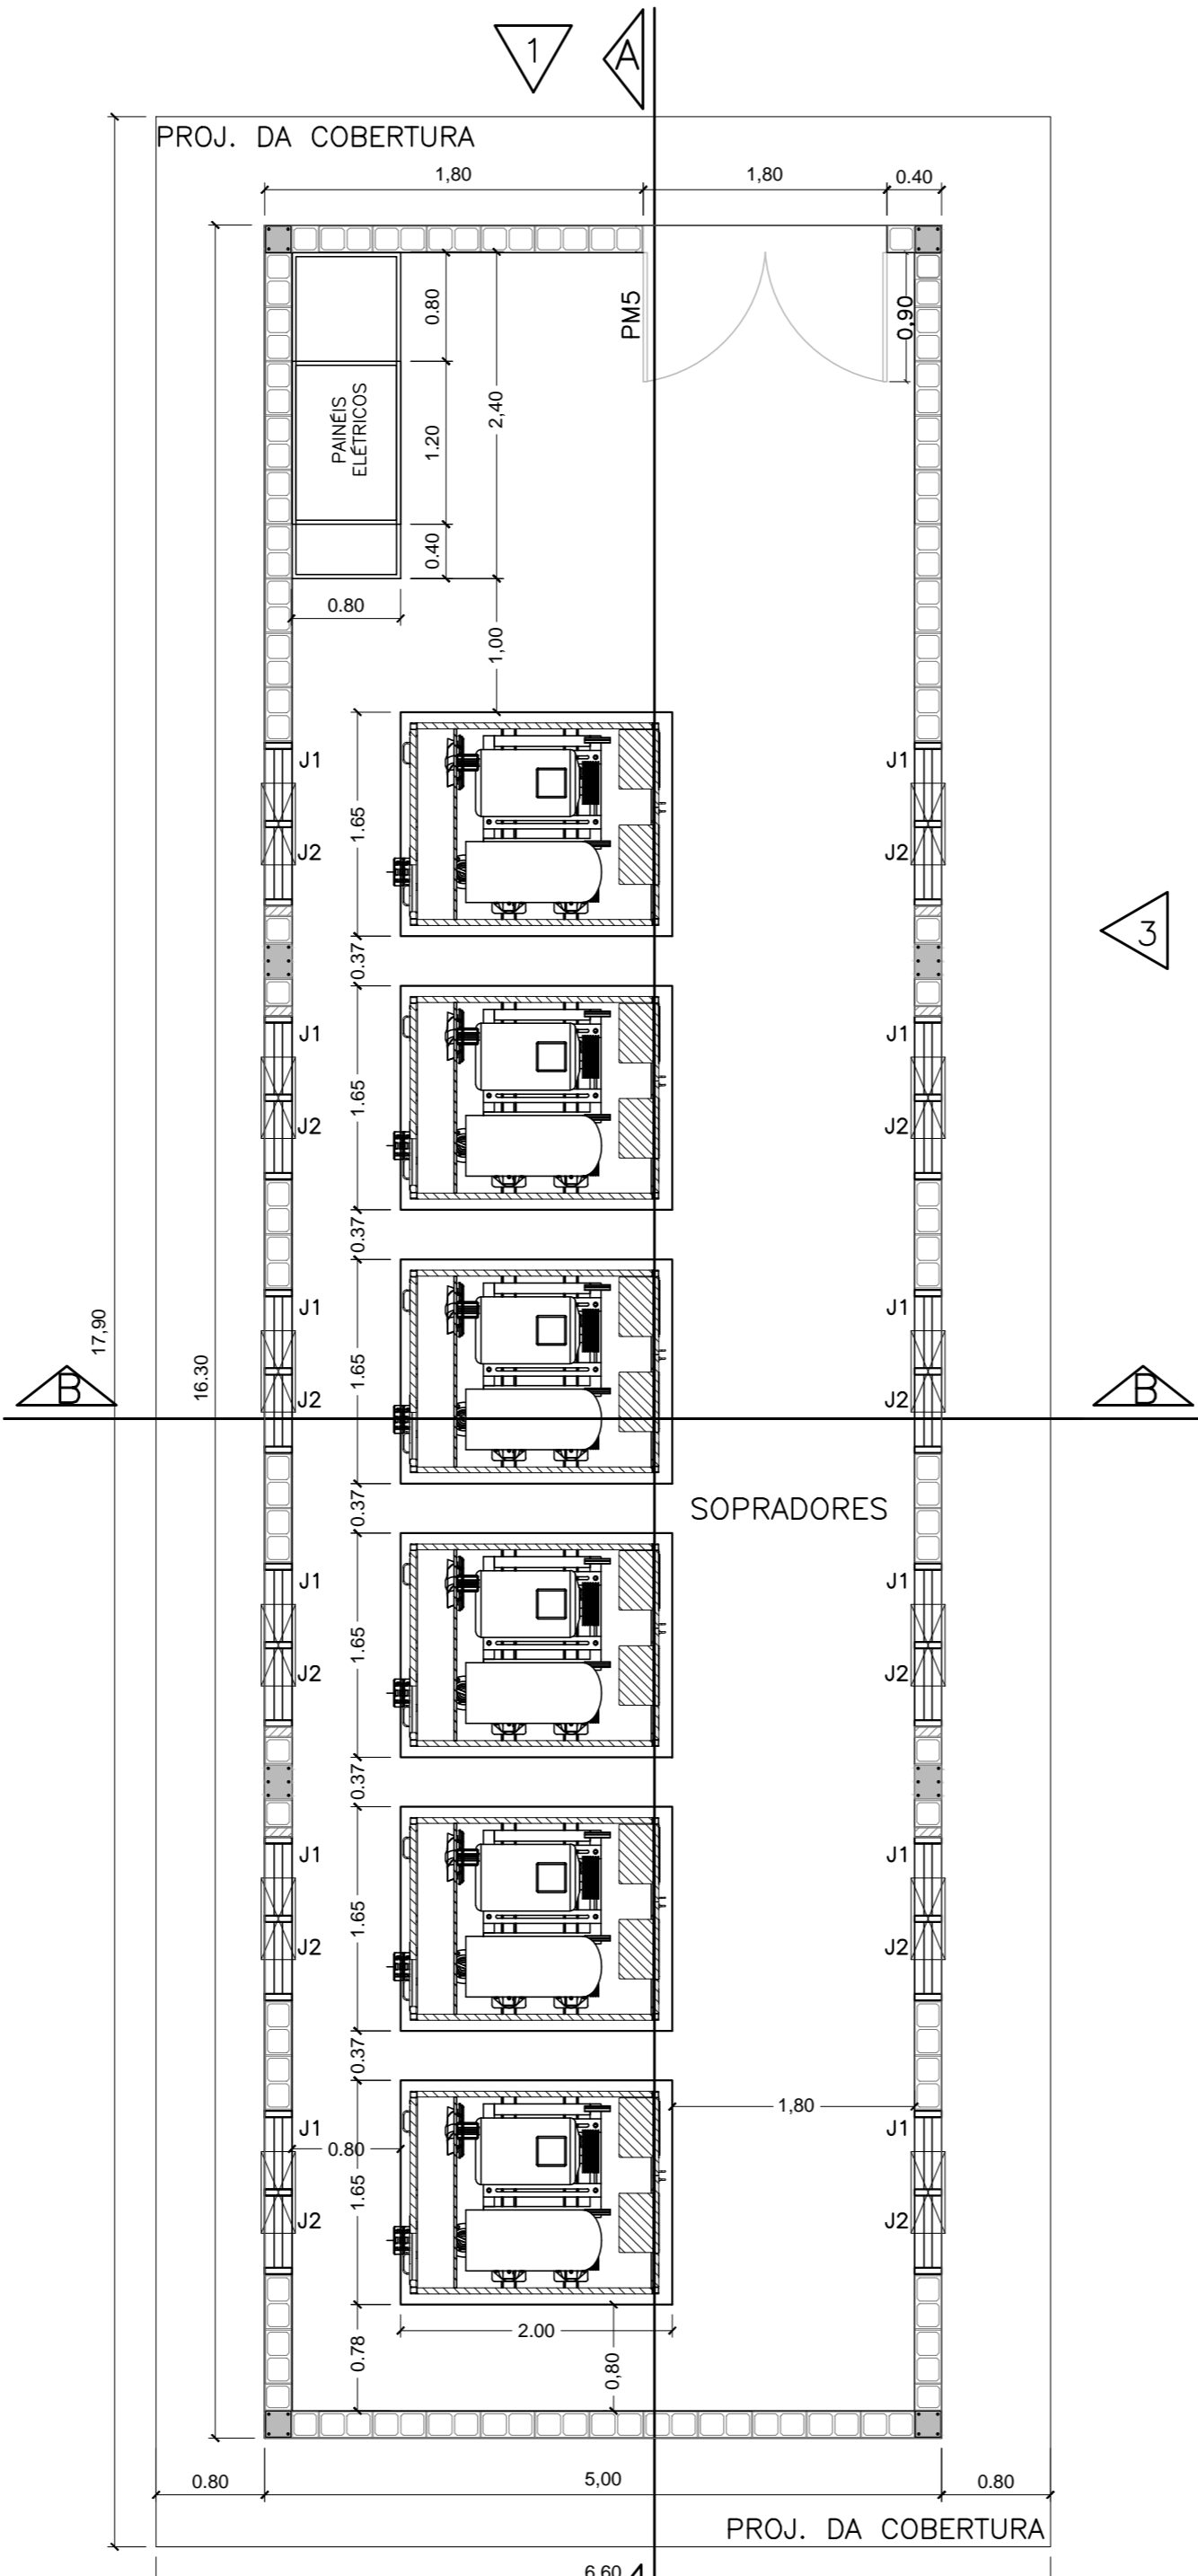 1
A
PROJ. DA COBERTURA
1,80
1,80
0.40
PM5
0,90
0.80
2,40
PAINÉIS
ELÉTRICOS
1.20
0.40
0.80
1,00
J1
J1
1.65
J2
J2
3
0.37
J1
J1
1.65
J2
J2
0.37
J1
J1
17,90
16.30
1.65
B
J2
J2
B
0.37
SOPRADORES
J1
J1
1.65
J2
J2
0.37
J1
J1
1.65
J2
J2
0.37
1,80
J1
J1
0.80
1.65
J2
J2
2.00
0.78
0,80
0.80
5,00
0.80
PROJ. DA COBERTURA
6,60